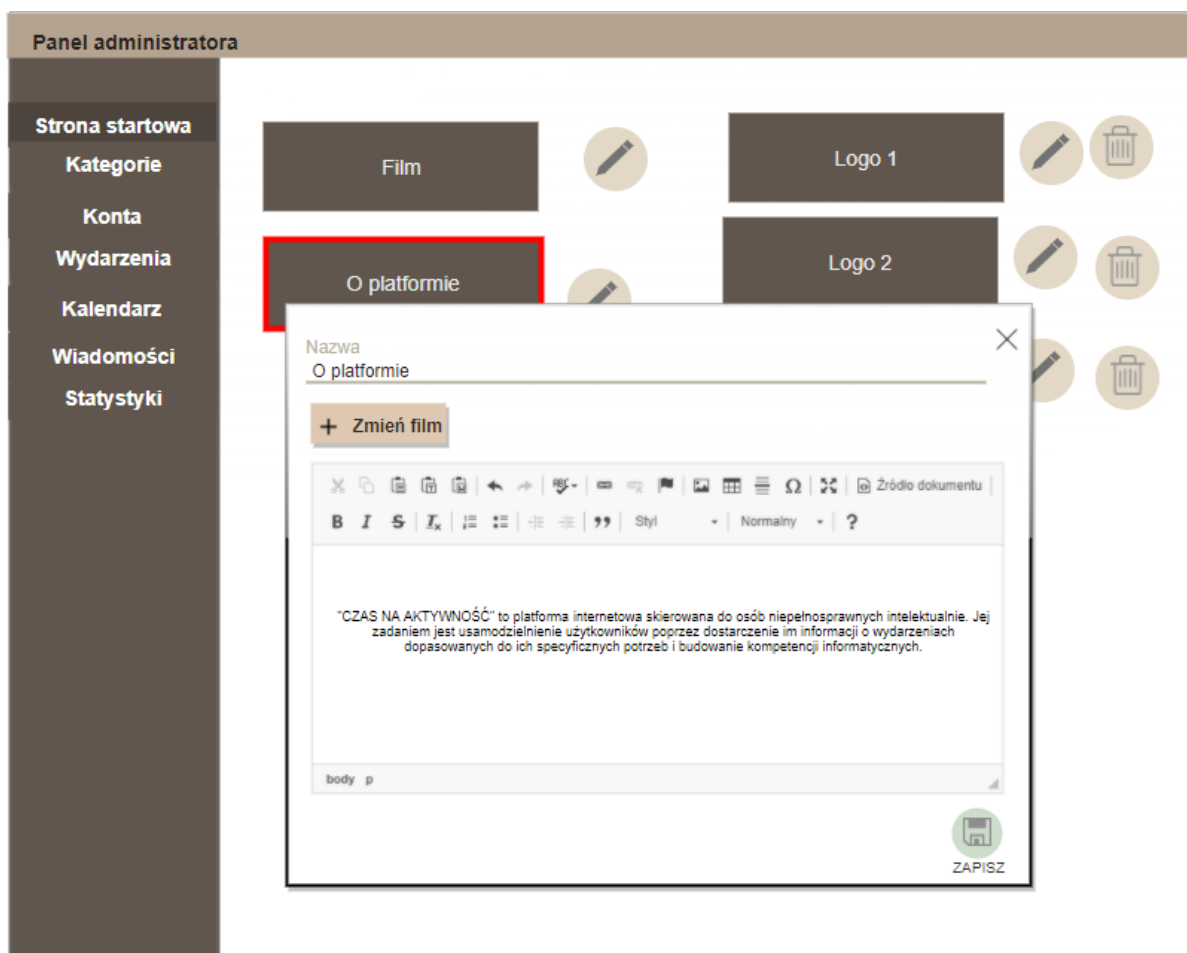 Panel administratora
Strona startowa
Kategorie
Konta
Wydarzenia
Kalendarz
Wiadomości
Statystyki
Film
Logo 1
O platformie
Logo 2
Nazwa
O platformie
+ Zmień film
ABC
Ω
Źródło dokumentu
B I S Ix
Styl
Normalny
?
"CZAS NA AKTYWNOŚĆ" to platforma internetowa skierowana do osób niepełnosprawnych intelektualnie. Jej
zadaniem jest usamodzielnienie użytkowników poprzez dostarczenie im informacji o wydarzeniach
dopasowanych do ich specyficznych potrzeb i budowanie kompetencji informatycznych.
body p
ZAPISZ